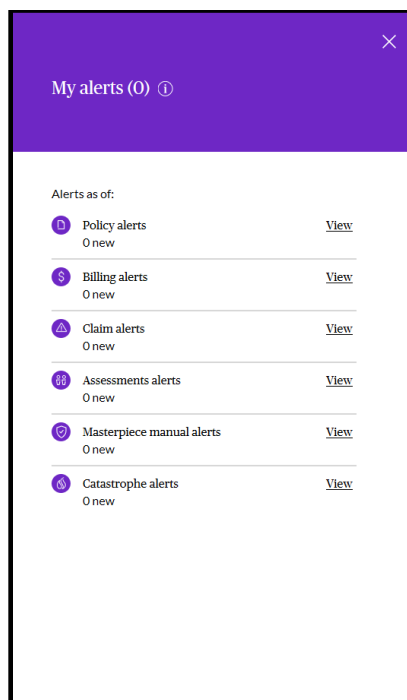 My alerts (0)
Alerts as of:
Policy alerts View
0 new
Billing alerts View
0 new
Claim alerts View
0 new
Assessments alerts View
0 new
Masterpiece manual alerts View
0 new
Catastrophe alerts View
0 new